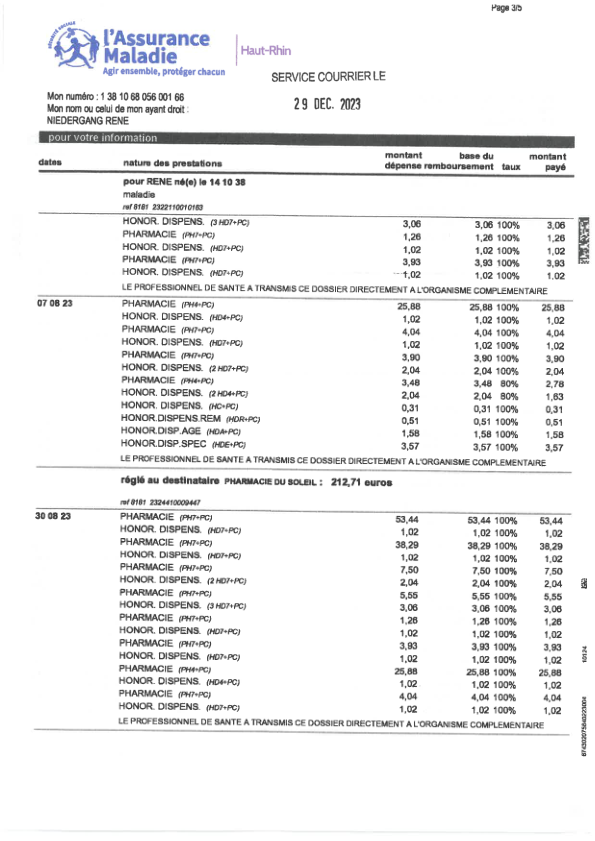 Page 3/5
SÉCURITÉ SOCIALE
l'Assurance
Maladie
Agir ensemble, protéger chacun
Haut-Rhin
SERVICE COURRIER LE
29 DEC. 2023
Mon numéro : 1 38 10 68 056 001 66
Mon nom ou celui de mon ayant droit :
NIEDERGANG RENE
pour votre information
dates nature des prestations montant dépense base du remboursement taux montant payé
pour RENE né(e) le 14 10 38
maladie
ref 8181 2322110010183
HONOR. DISPENS. (3 HD7+PC) 3,06 3,06 100% 3,06
PHARMACIE (PH7+PC) 1,26 1,26 100% 1,26
HONOR. DISPENS. (HD7+PC) 1,02 1,02 100% 1,02
PHARMACIE (PH7+PC) 3,93 3,93 100% 3,93
HONOR. DISPENS. (HD7+PC) 1,02 1,02 100% 1,02
LE PROFESSIONNEL DE SANTE A TRANSMIS CE DOSSIER DIRECTEMENT A L'ORGANISME COMPLEMENTAIRE
07 08 23 PHARMACIE (PH4+PC) 25,88 25,88 100% 25,88
HONOR. DISPENS. (HD4+PC) 1,02 1,02 100% 1,02
PHARMACIE (PH7+PC) 4,04 4,04 100% 4,04
HONOR. DISPENS. (HD7+PC) 1,02 1,02 100% 1,02
PHARMACIE (PH7+PC) 3,90 3,90 100% 3,90
HONOR. DISPENS. (2 HD7+PC) 2,04 2,04 100% 2,04
PHARMACIE (PH4+PC) 3,48 3,48 80% 2,78
HONOR. DISPENS. (2 HD4+PC) 2,04 2,04 80% 1,63
HONOR. DISPENS. (HC+PC) 0,31 0,31 100% 0,31
HONOR.DISPENS.REM (HDR+PC) 0,51 0,51 100% 0,51
HONOR.DISP.AGE (HDA+PC) 1,58 1,58 100% 1,58
HONOR.DISP.SPEC (HDE+PC) 3,57 3,57 100% 3,57
LE PROFESSIONNEL DE SANTE A TRANSMIS CE DOSSIER DIRECTEMENT A L'ORGANISME COMPLEMENTAIRE
réglé au destinataire PHARMACIE DU SOLEIL : 212,71 euros
ref 8181 2324410009447
30 08 23 PHARMACIE (PH7+PC) 53,44 53,44 100% 53,44
HONOR. DISPENS. (HD7+PC) 1,02 1,02 100% 1,02
PHARMACIE (PH7+PC) 38,29 38,29 100% 38,29
HONOR. DISPENS. (HD7+PC) 1,02 1,02 100% 1,02
PHARMACIE (PH7+PC) 7,50 7,50 100% 7,50
HONOR. DISPENS. (2 HD7+PC) 2,04 2,04 100% 2,04
PHARMACIE (PH7+PC) 5,55 5,55 100% 5,55
HONOR. DISPENS. (3 HD7+PC) 3,06 3,06 100% 3,06
PHARMACIE (PH7+PC) 1,26 1,26 100% 1,26
HONOR. DISPENS. (HD7+PC) 1,02 1,02 100% 1,02
PHARMACIE (PH7+PC) 3,93 3,93 100% 3,93
HONOR. DISPENS. (HD7+PC) 1,02 1,02 100% 1,02
PHARMACIE (PH4+PC) 25,88 25,88 100% 25,88
HONOR. DISPENS. (HD4+PC) 1,02 1,02 100% 1,02
PHARMACIE (PH7+PC) 4,04 4,04 100% 4,04
HONOR. DISPENS. (HD7+PC) 1,02 1,02 100% 1,02
LE PROFESSIONNEL DE SANTE A TRANSMIS CE DOSSIER DIRECTEMENT A L'ORGANISME COMPLEMENTAIRE
10124